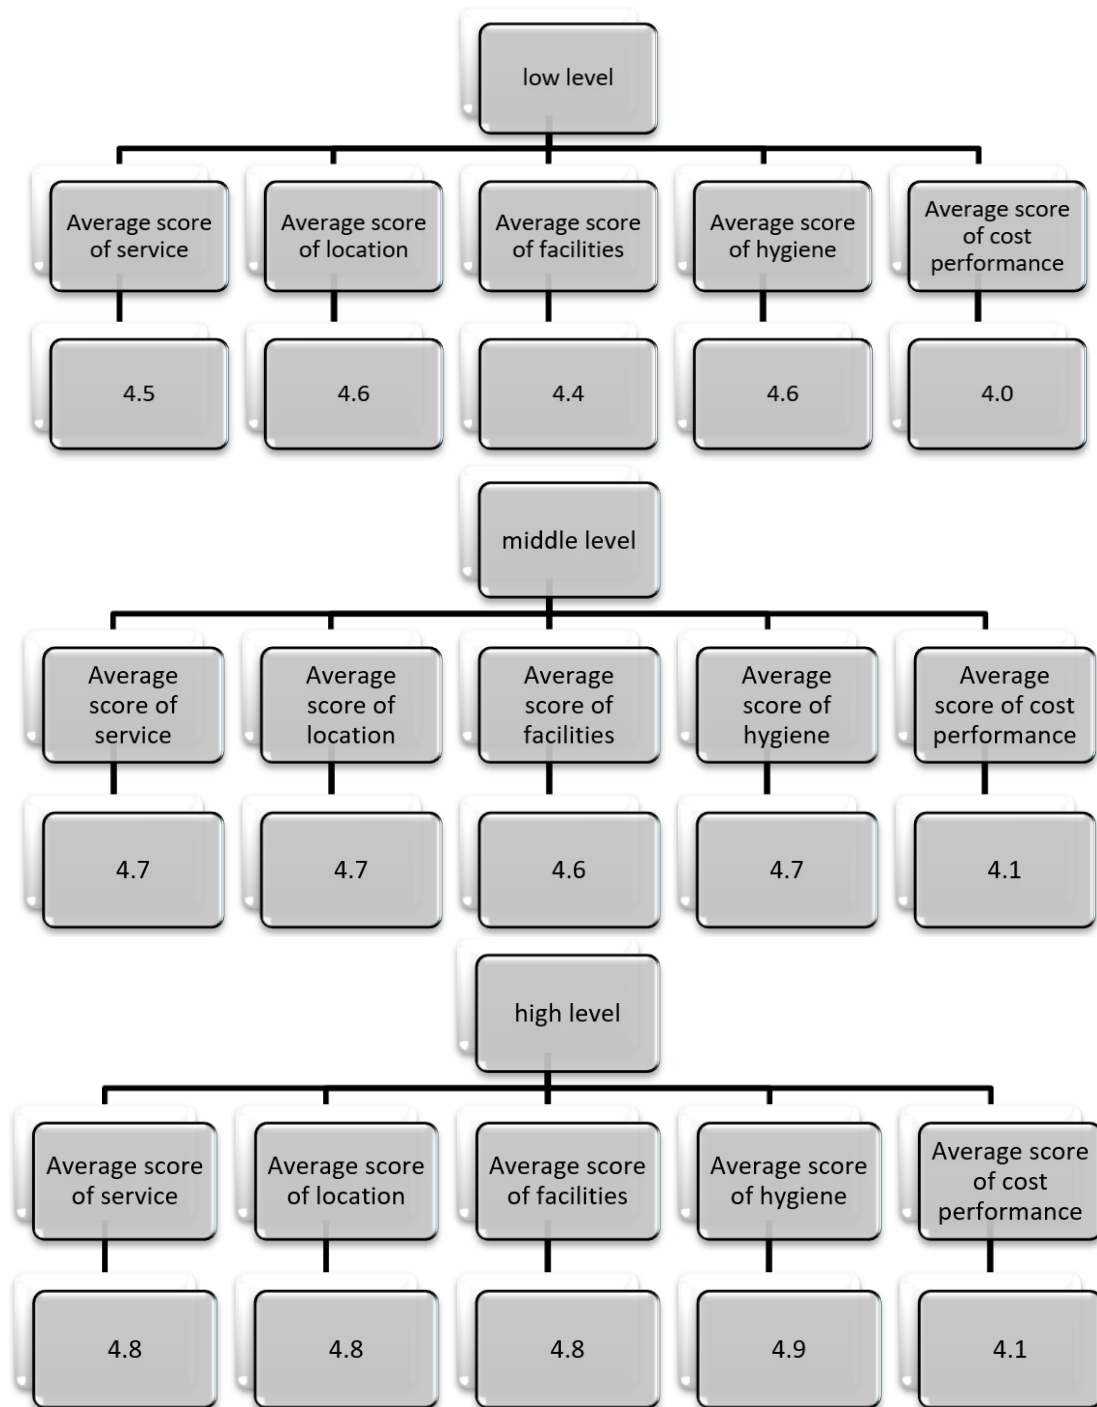 low level
Average score
of service
Average score
of location
Average score
of facilities
Average score
of hygiene
Average score
of cost
performance
4.5
4.6
4.4
4.6
4.0
middle level
Average
score of
service
Average
score of
location
Average
score of
facilities
Average
score of
hygiene
Average
score of cost
performance
4.7
4.7
4.6
4.7
4.1
high level
Average score
of service
Average score
of location
Average score
of facilities
Average score
of hygiene
Average score
of cost
performance
4.8
4.8
4.8
4.9
4.1